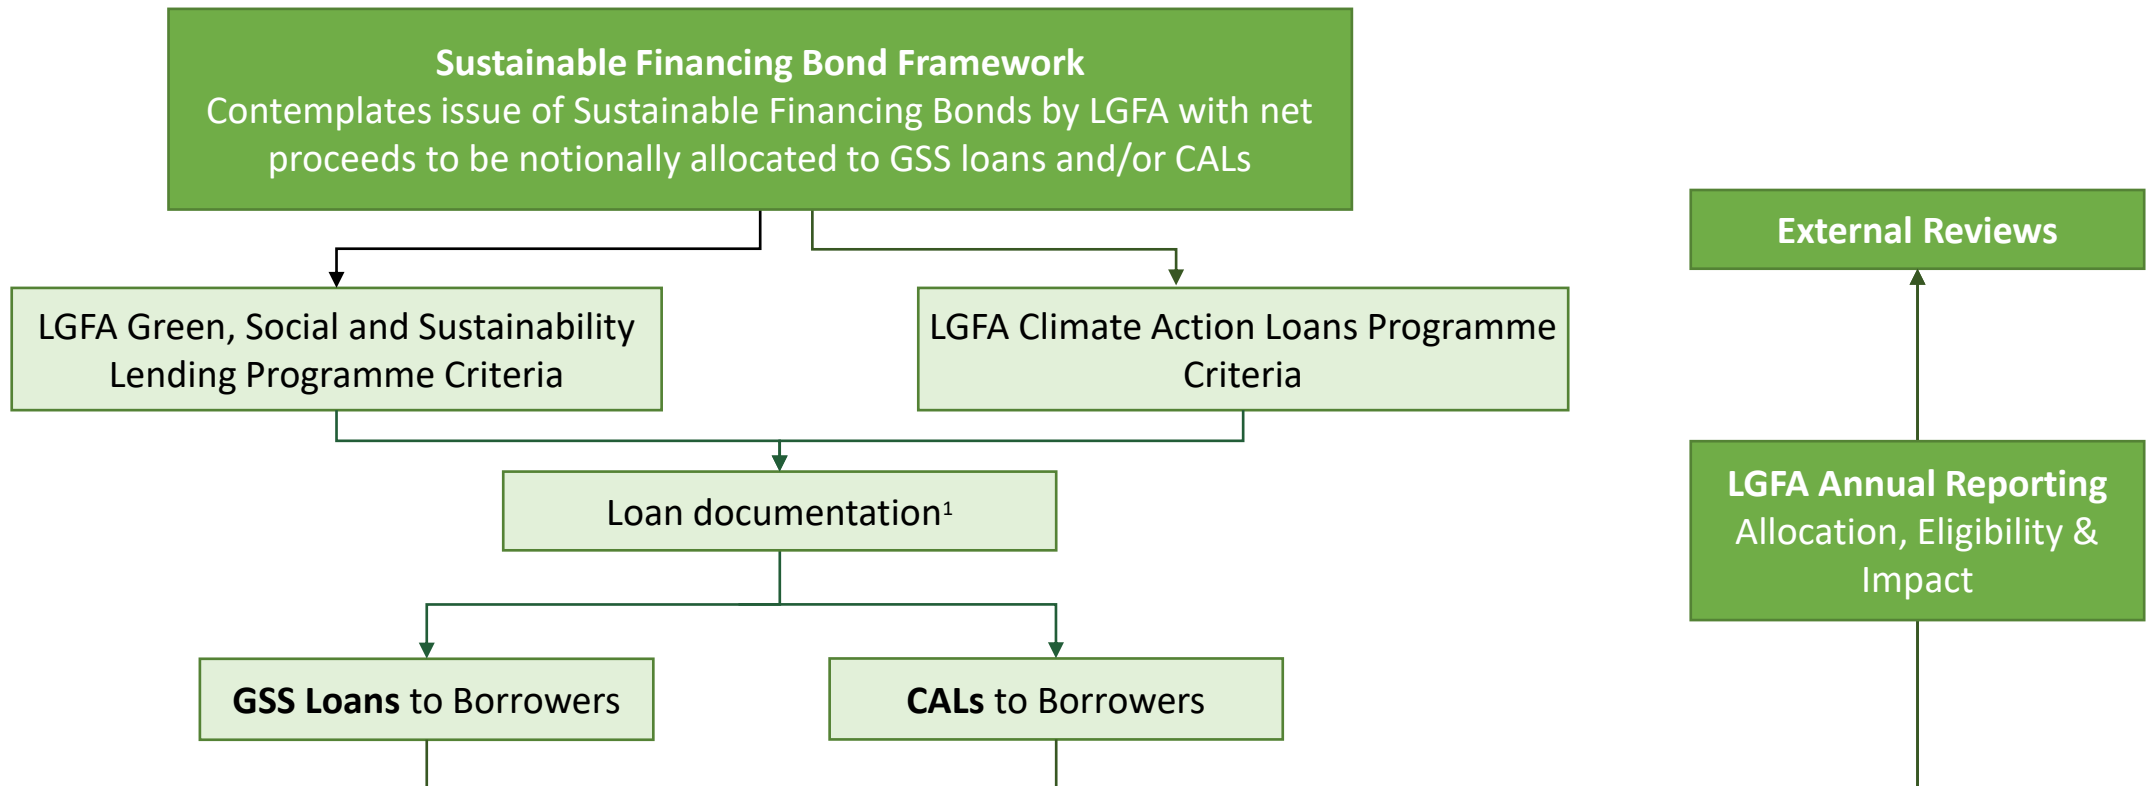 Sustainable Financing Bond Framework
Contemplates issue of Sustainable Financing Bonds by LGFA with net
proceeds to be notionally allocated to GSS loans and/or CALs
External Reviews
LGFA Green, Social and Sustainability
Lending Programme Criteria
LGFA Climate Action Loans Programme
Criteria
Loan documentation¹
LGFA Annual Reporting
Allocation, Eligibility &
Impact
GSS Loans to Borrowers
CALs to Borrowers